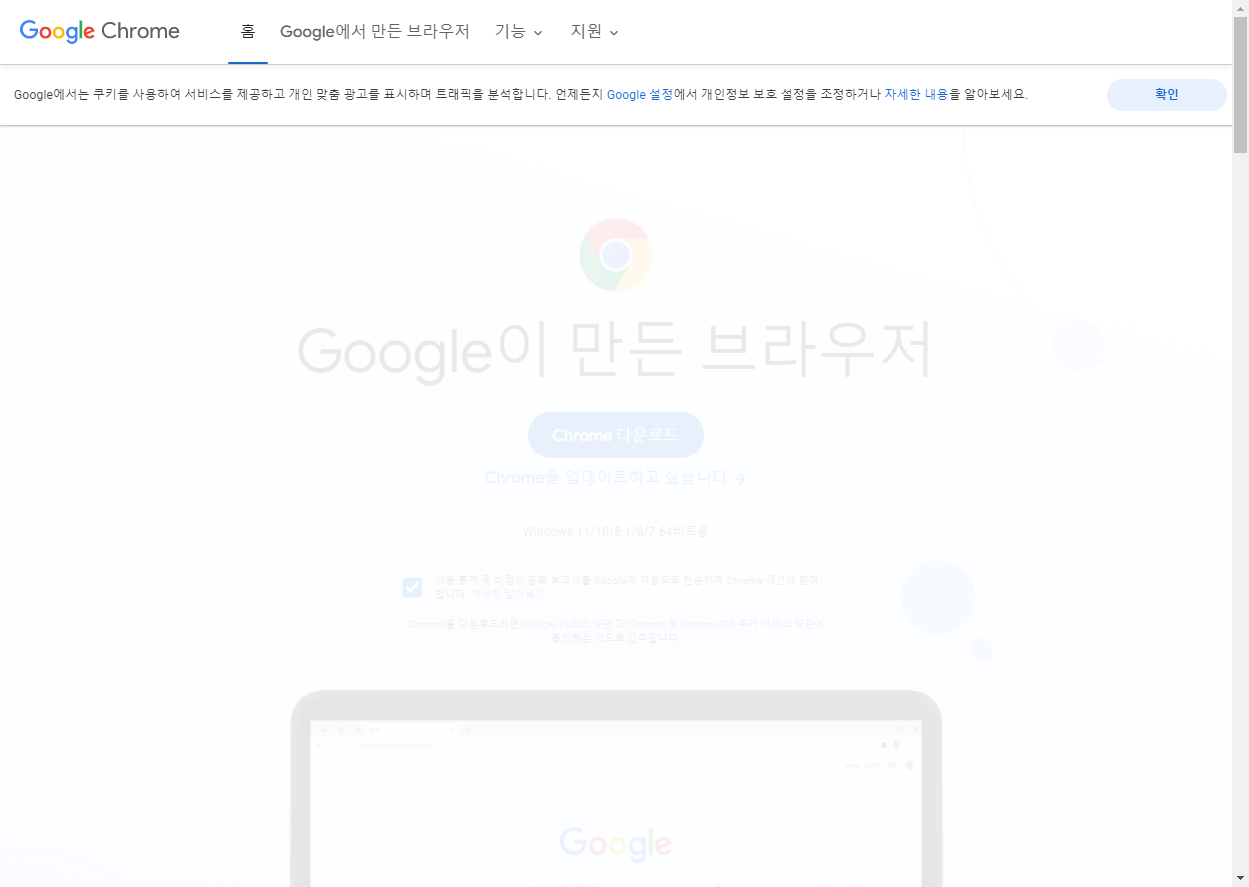 Google Chrome
홈
Google에서 만든 브라우저
기능
지원
Google에서는 쿠키를 사용하여 서비스를 제공하고 개인 맞춤 광고를 표시하며 트래픽을 분석합니다. 언제든지 Google 설정에서 개인정보 보호 설정을 조정하거나 자세한 내용을 알아보세요.
확인
Google이 만든 브라우저
Chrome 다운로드
Chrome을 업데이트하고 싶습니다
Windows 11/10/8.1/8/7 64비트용
사용 통계 및 비정상 종료 보고서를 Google에 자동으로 전송하여 Chrome 개선에 참여
합니다. 자세히 알아보기
Chrome을 다운로드하면 Google 서비스 약관 과 Chrome 및 Chrome OS 추가 서비스 약관에
동의하는 것으로 간주됩니다
Google